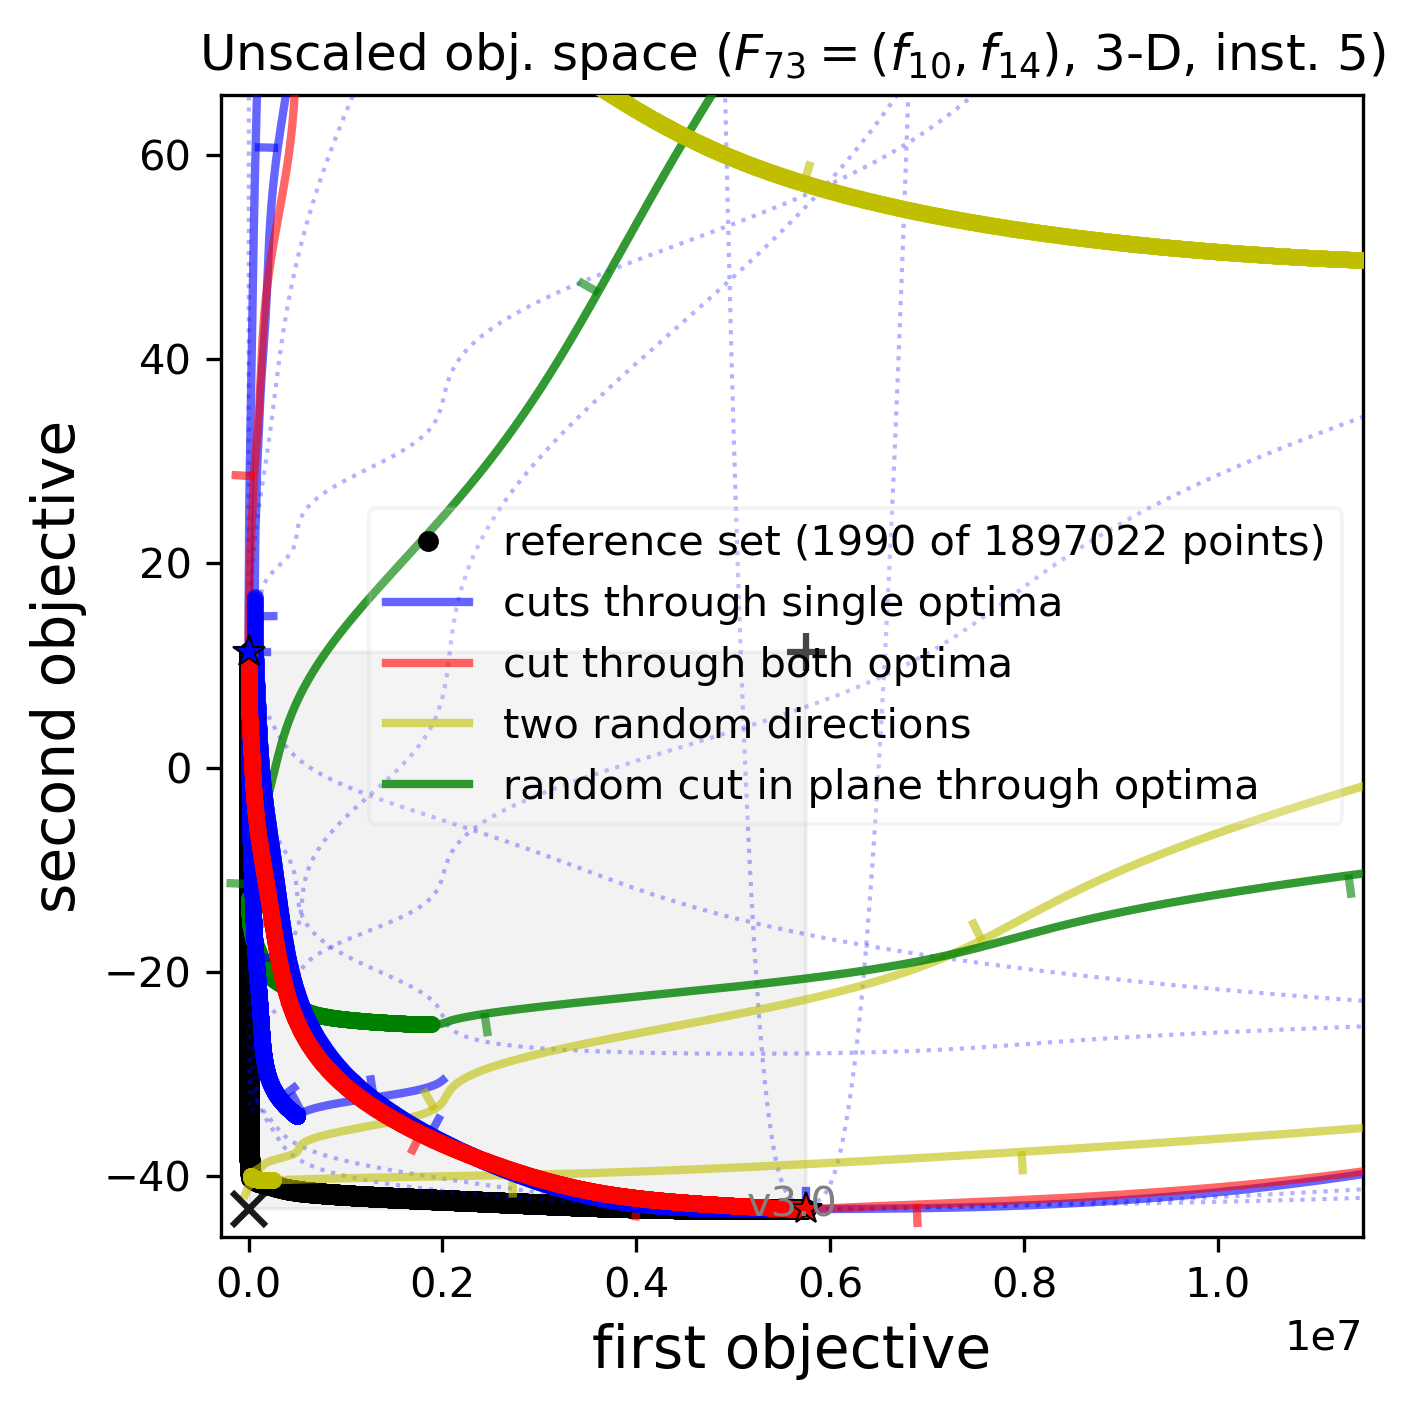 Unscaled obj. space (F₇₃ = (f₁₀, f₁₄), 3-D, inst. 5)
60
40
20
0
−20
−40
second objective
reference set (1990 of 1897022 points)
cuts through single optima
cut through both optima
two random directions
random cut in plane through optima
v3.0
0.0 0.2 0.4 0.6 0.8 1.0
1e7
first objective